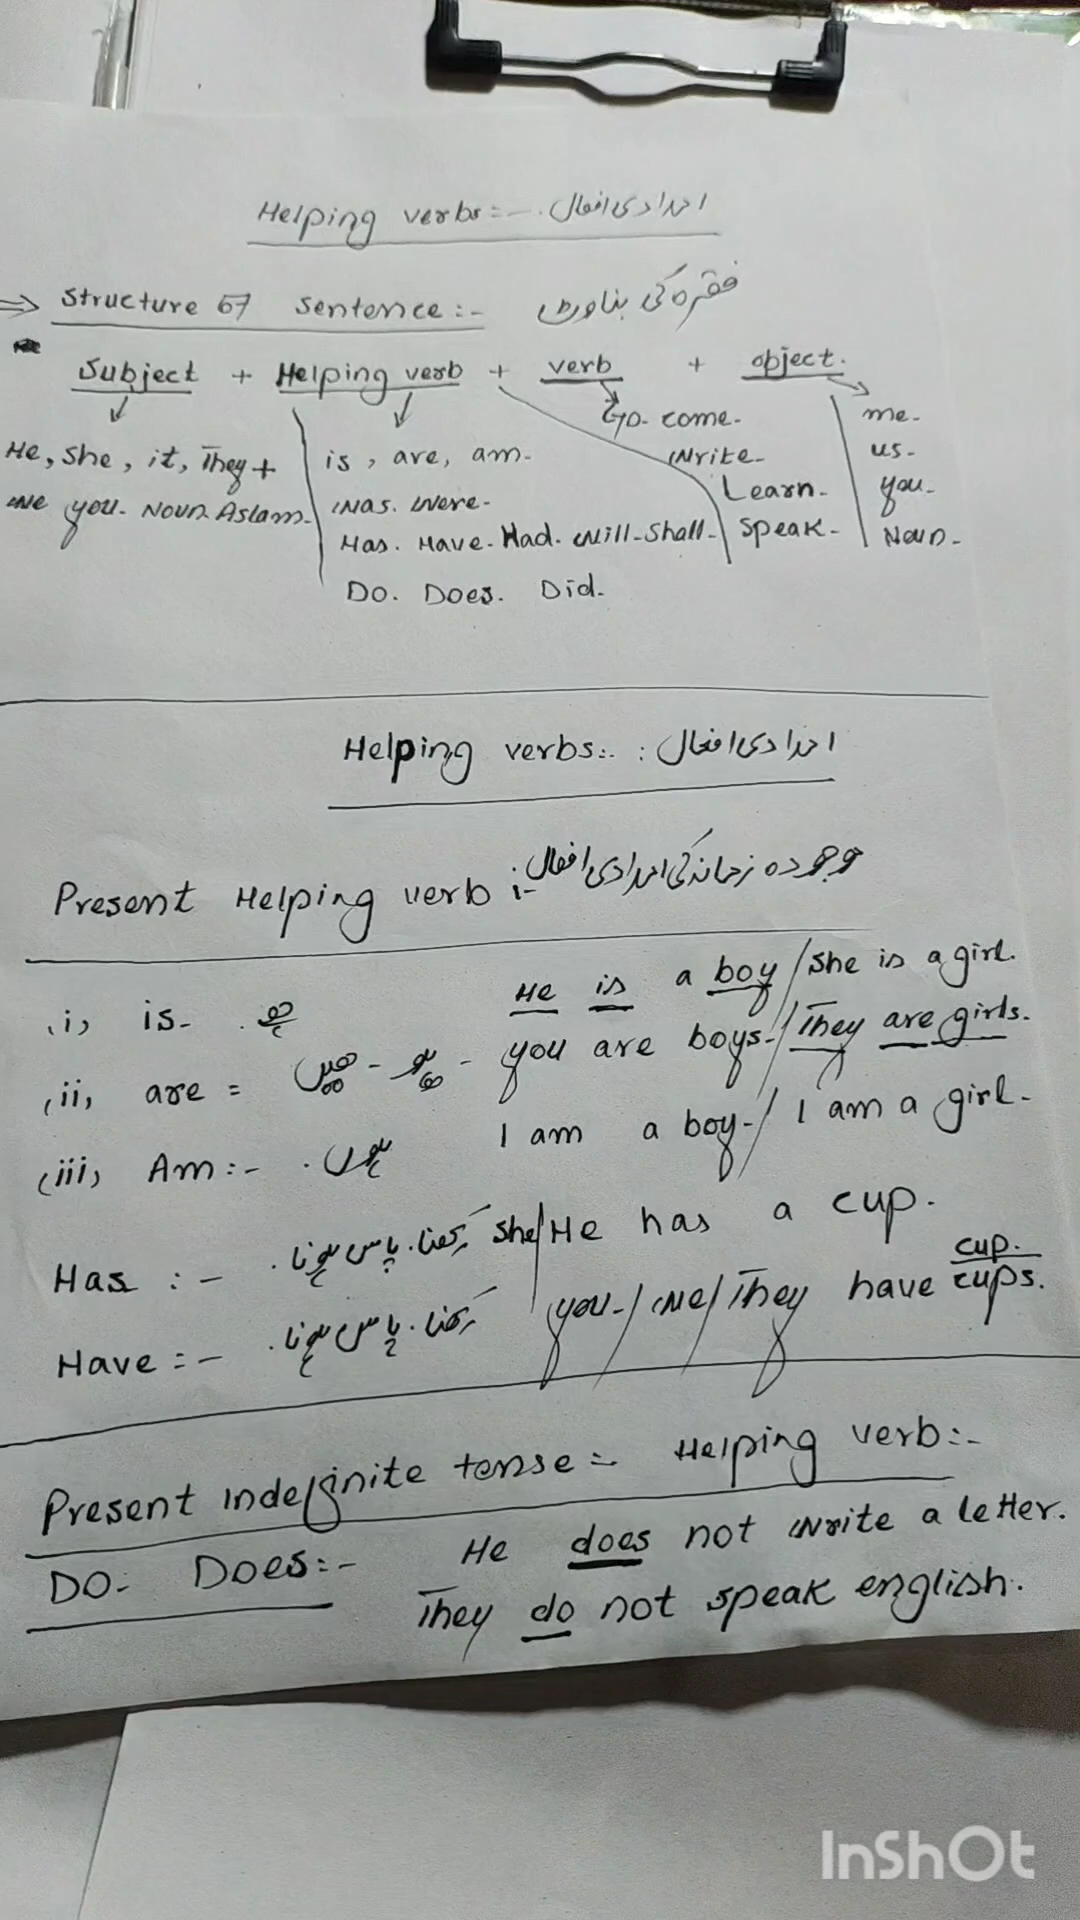 Helping verbs:-. امدادی افعال
=> Structure of Sentence:- فقرہ کی بناوٹ
Subject + Helping verb + verb + object.
He, She, it, They + is, are, am. Go. come. me.
we you. Noun. Aslam. was. were. write. us.
Has. Have. Had. will. Shall. Learn. you.
Do. Does. Did. Speak. Noun.
Helping verbs:. : امدادی افعال
Present Helping verb :- موجودہ زمانہ کی امدادی افعال
(i) is- . ہے He is a boy / She is a girl.
(ii) are = ہیں - ہو - you are boys. / They are girls.
(iii) Am:- . ہوں I am a boy- / I am a girl-
Has :- . رکھنا. پاس ہونا She/He has a cup.
Have :- . رکھنا. پاس ہونا you / we / They have cup. cups.
Present indefinite tense :- Helping verb:-
DO. Does:- He does not write a letter.
They do not speak english.
InShOt